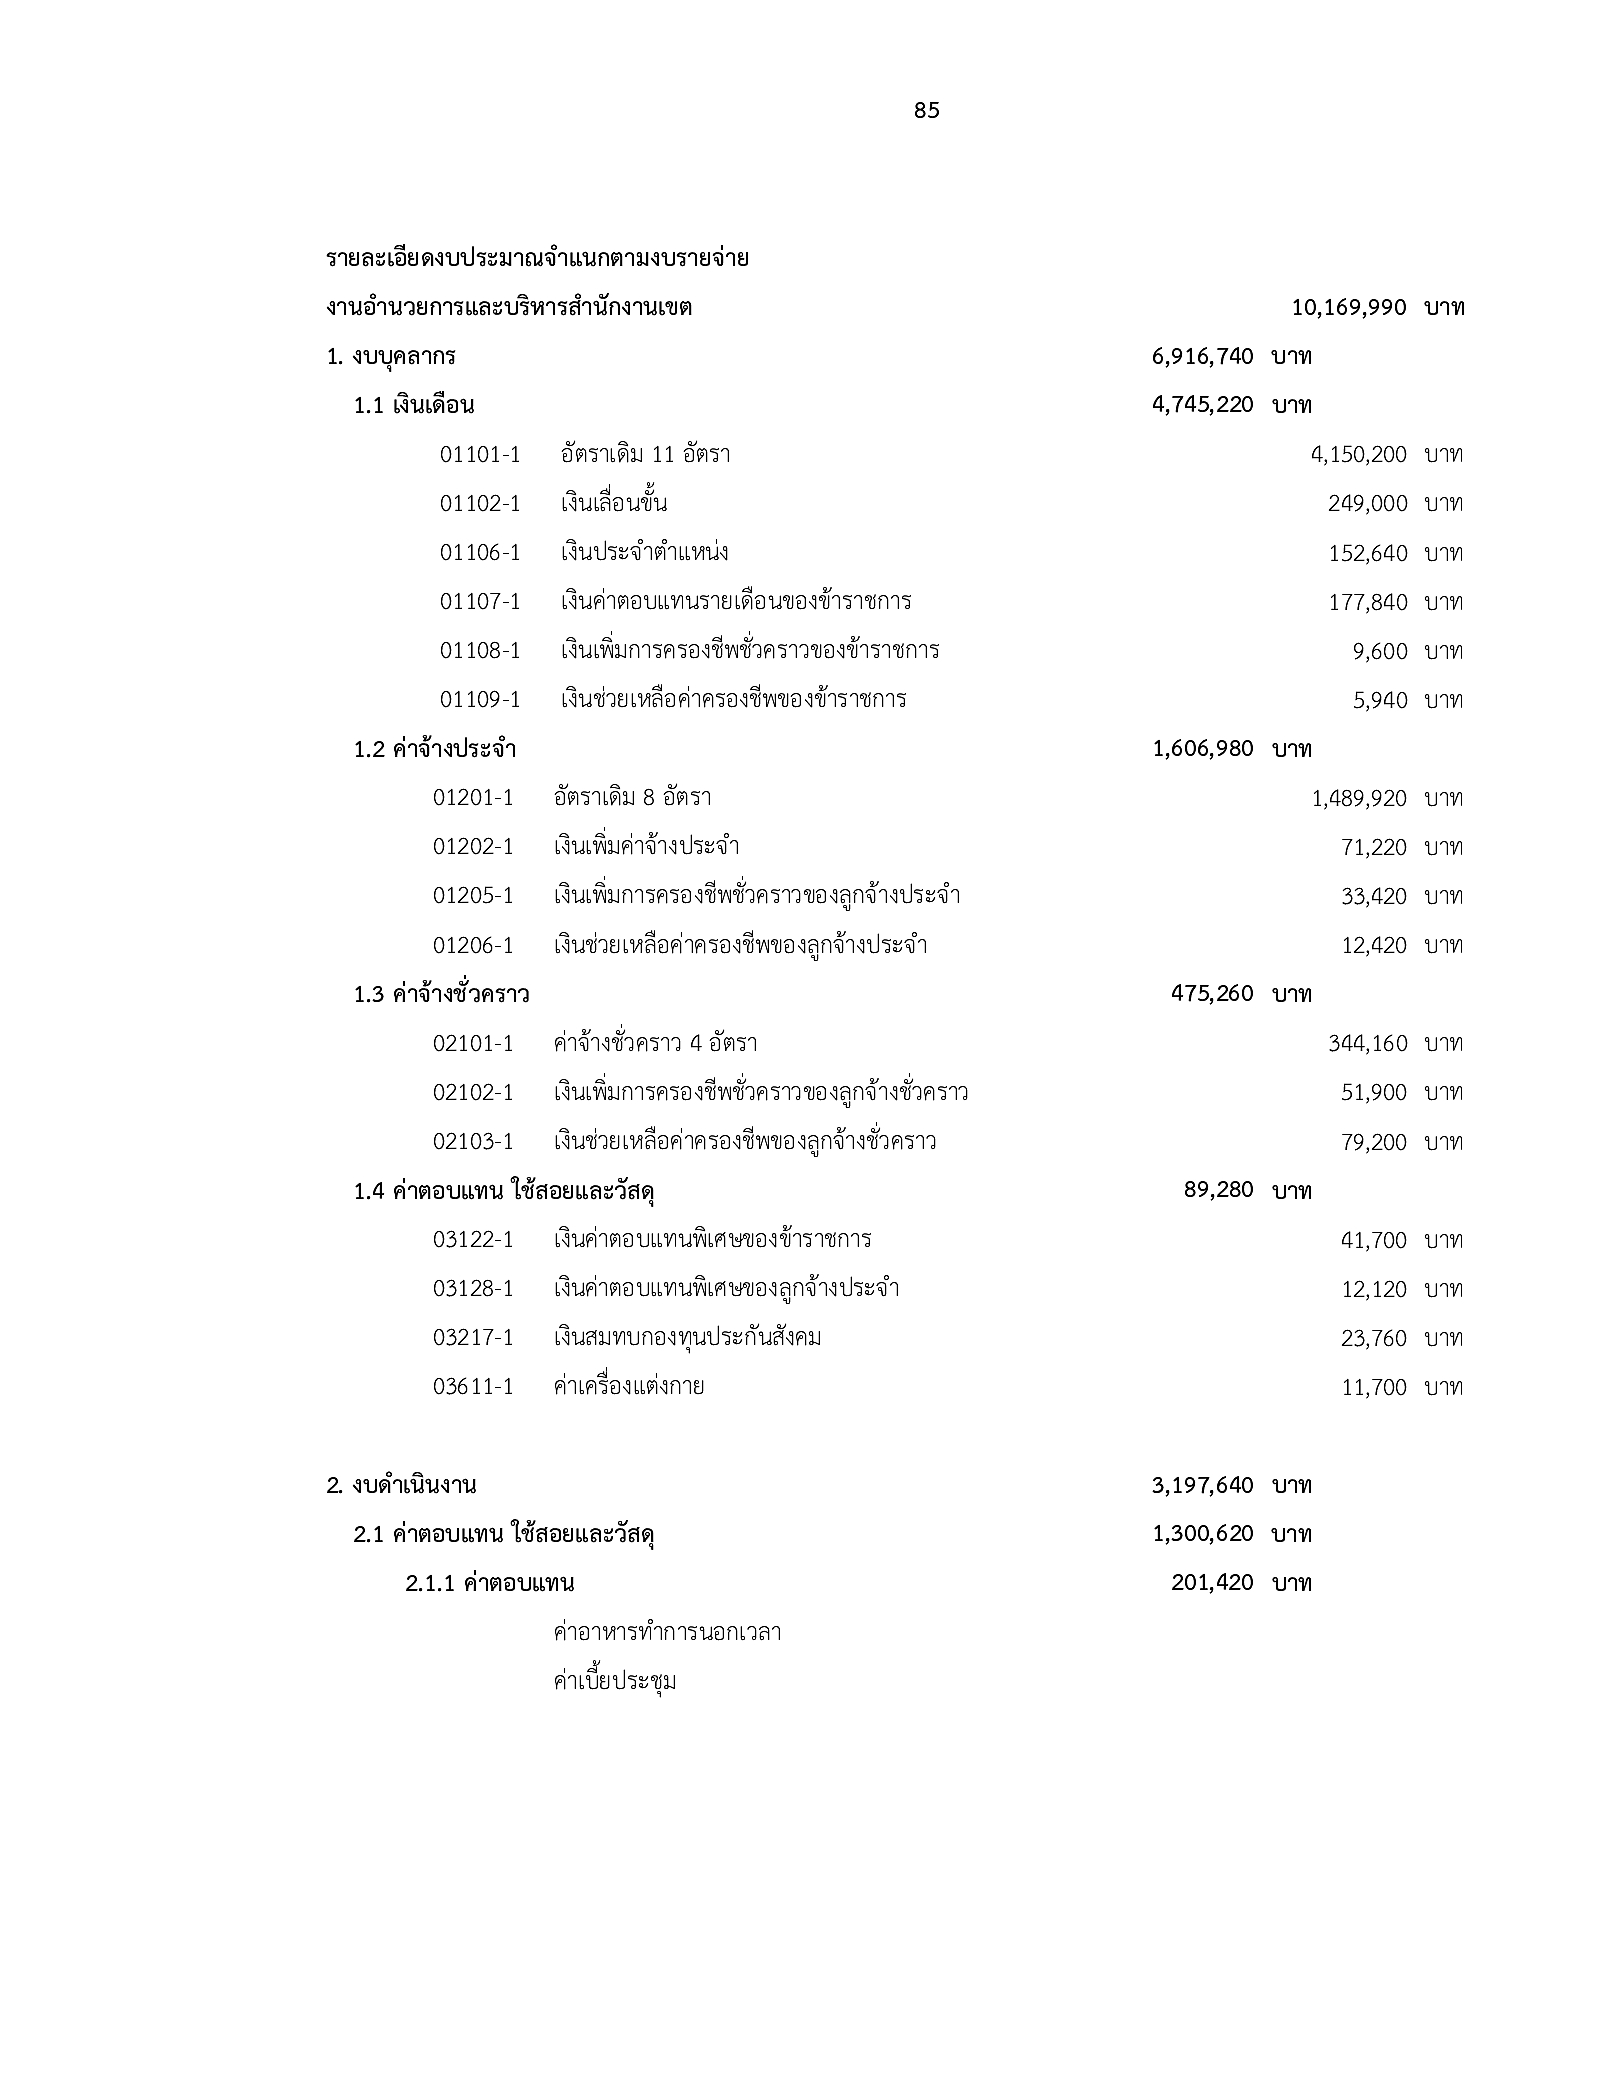 85
รายละเอียดงบประมาณจำแนกตามงบรายจ่าย
งานอำนวยการและบริหารสำนักงานเขต 10,169,990 บาท
1. งบบุคลากร 6,916,740 บาท
1.1 เงินเดือน 4,745,220 บาท
01101-1 อัตราเดิม 11 อัตรา 4,150,200 บาท
01102-1 เงินเลื่อนขั้น 249,000 บาท
01106-1 เงินประจำตำแหน่ง 152,640 บาท
01107-1 เงินค่าตอบแทนรายเดือนของข้าราชการ 177,840 บาท
01108-1 เงินเพิ่มการครองชีพชั่วคราวของข้าราชการ 9,600 บาท
01109-1 เงินช่วยเหลือค่าครองชีพของข้าราชการ 5,940 บาท
1.2 ค่าจ้างประจำ 1,606,980 บาท
01201-1 อัตราเดิม 8 อัตรา 1,489,920 บาท
01202-1 เงินเพิ่มค่าจ้างประจำ 71,220 บาท
01205-1 เงินเพิ่มการครองชีพชั่วคราวของลูกจ้างประจำ 33,420 บาท
01206-1 เงินช่วยเหลือค่าครองชีพของลูกจ้างประจำ 12,420 บาท
1.3 ค่าจ้างชั่วคราว 475,260 บาท
02101-1 ค่าจ้างชั่วคราว 4 อัตรา 344,160 บาท
02102-1 เงินเพิ่มการครองชีพชั่วคราวของลูกจ้างชั่วคราว 51,900 บาท
02103-1 เงินช่วยเหลือค่าครองชีพของลูกจ้างชั่วคราว 79,200 บาท
1.4 ค่าตอบแทน ใช้สอยและวัสดุ 89,280 บาท
03122-1 เงินค่าตอบแทนพิเศษของข้าราชการ 41,700 บาท
03128-1 เงินค่าตอบแทนพิเศษของลูกจ้างประจำ 12,120 บาท
03217-1 เงินสมทบกองทุนประกันสังคม 23,760 บาท
03611-1 ค่าเครื่องแต่งกาย 11,700 บาท
2. งบดำเนินงาน 3,197,640 บาท
2.1 ค่าตอบแทน ใช้สอยและวัสดุ 1,300,620 บาท
2.1.1 ค่าตอบแทน 201,420 บาท
ค่าอาหารทำการนอกเวลา
ค่าเบี้ยประชุม